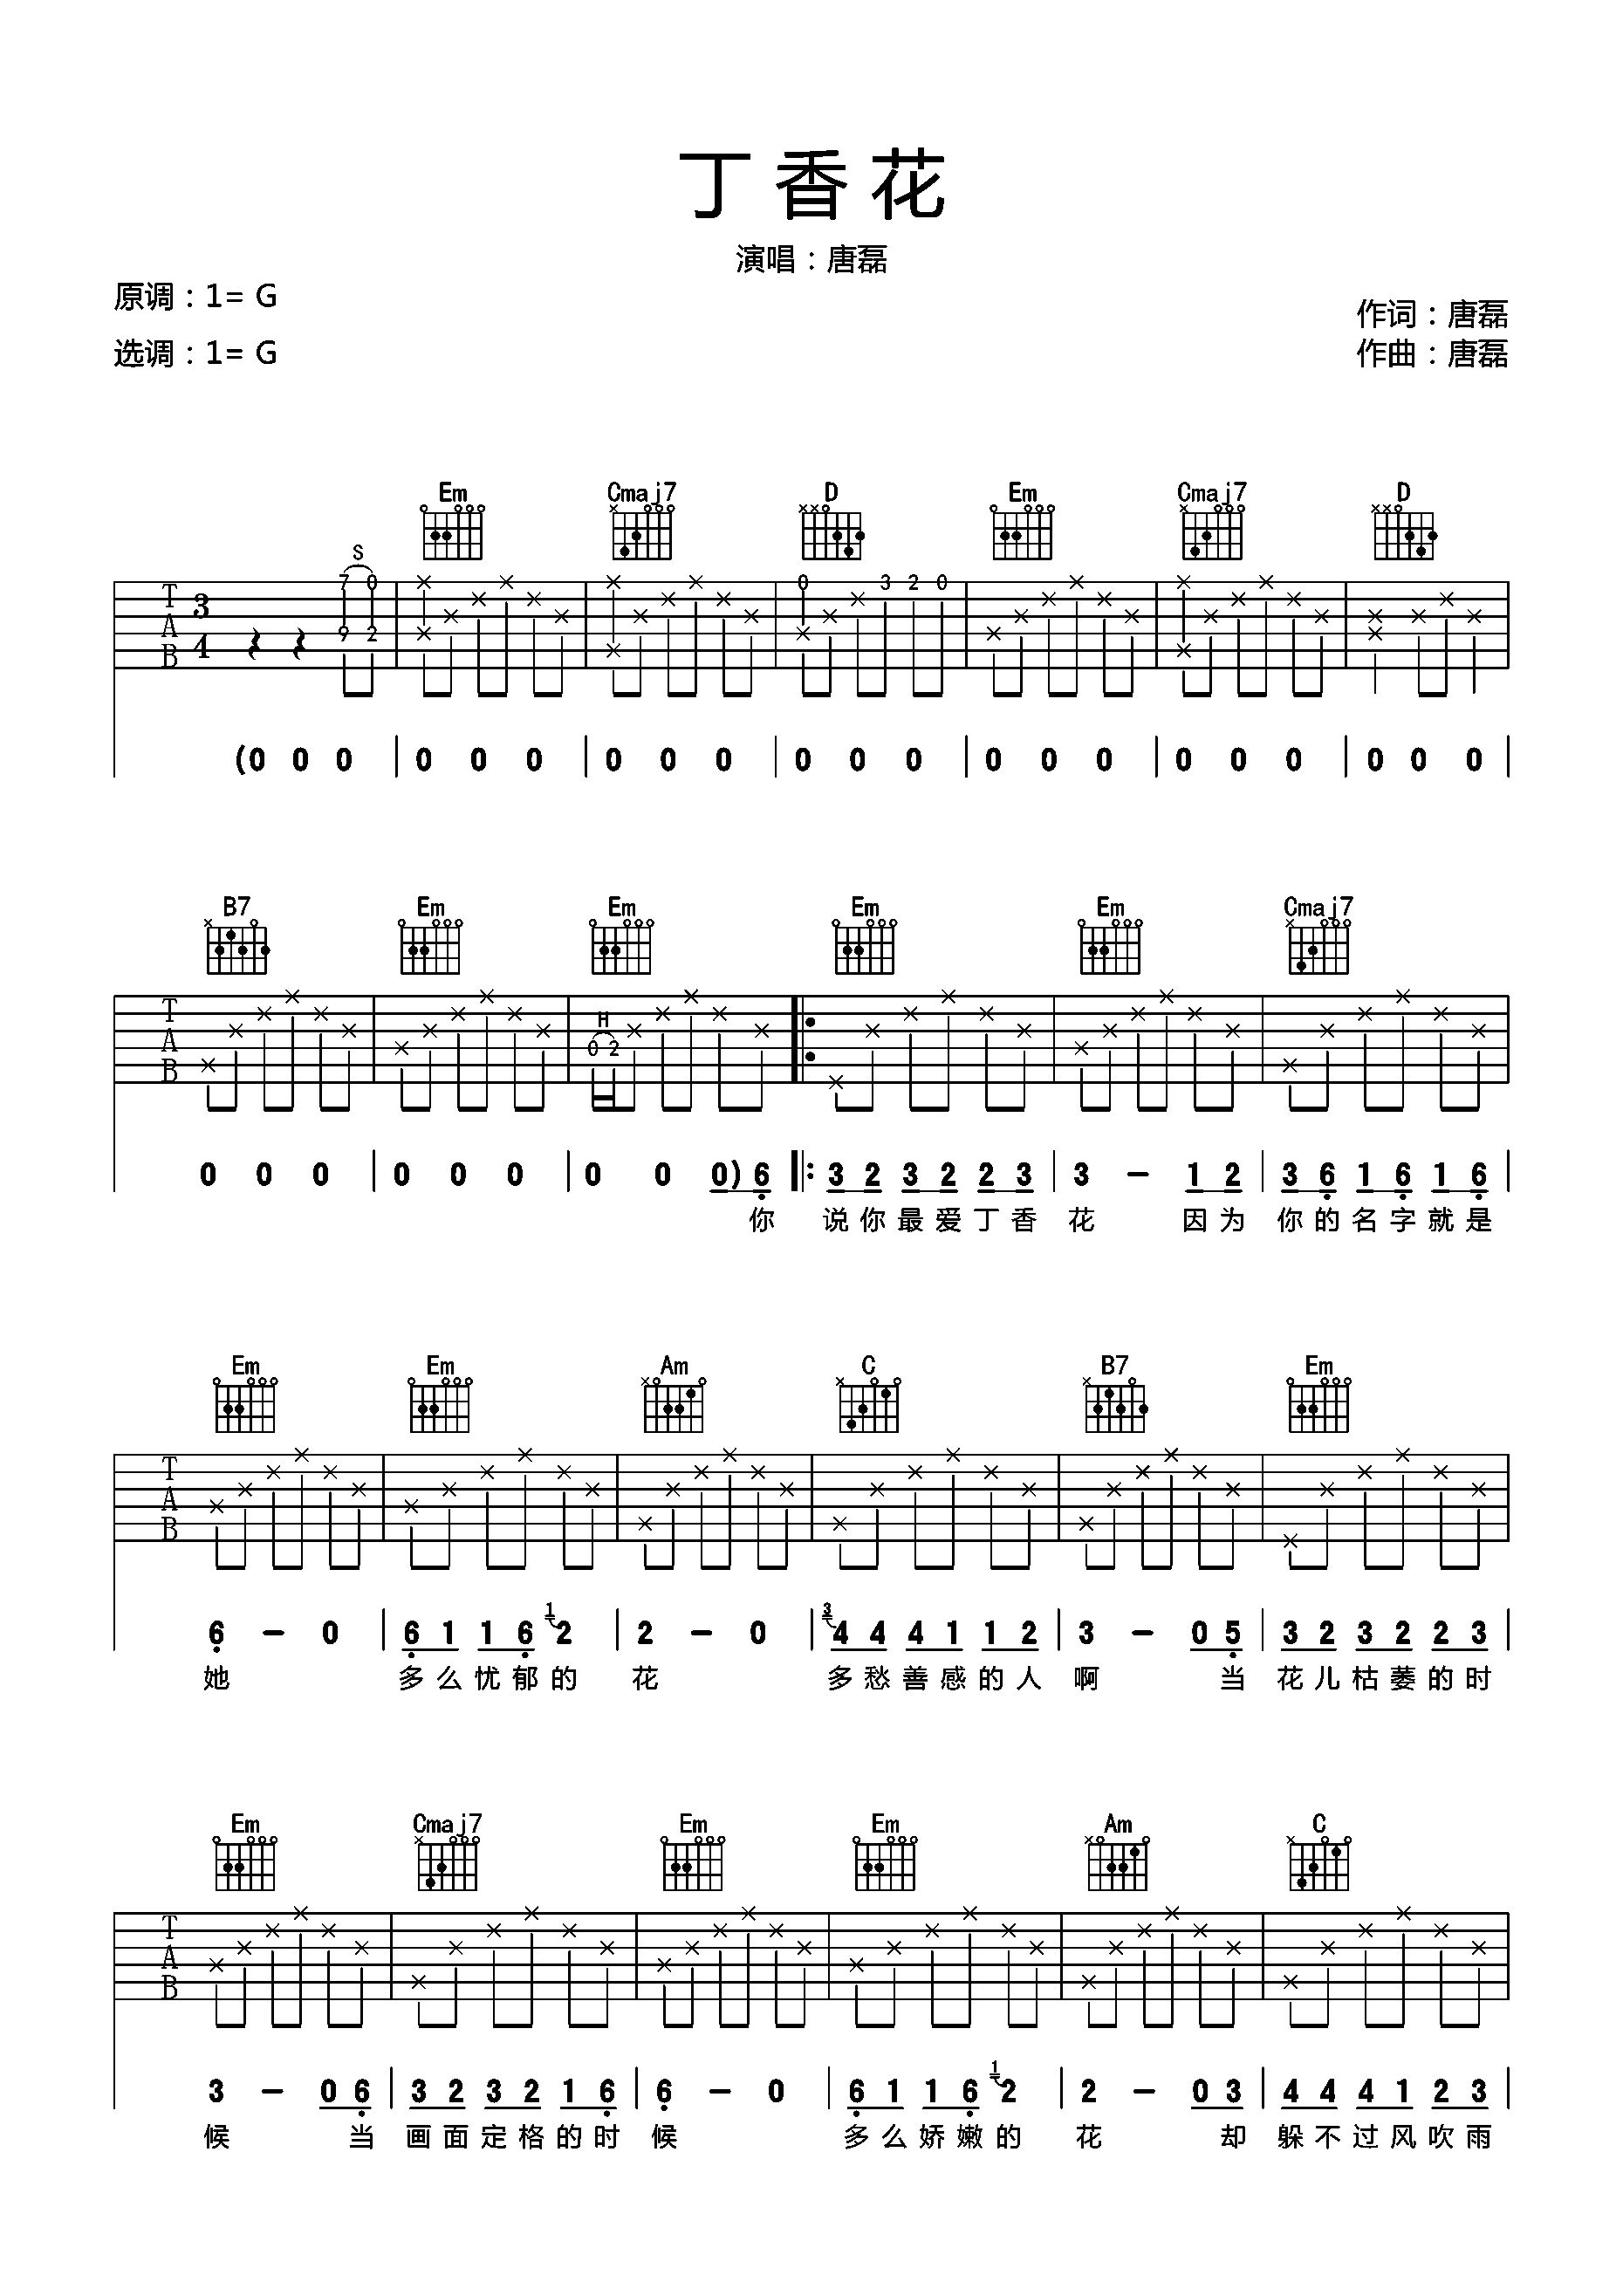 丁香花
演唱：唐磊
原调：1= G
作词：唐磊
选调：1= G
作曲：唐磊
Em Cmaj7 D Em Cmaj7 D
S
7 0
T A B 3 4 0 3 2 0
9 2
(0 0 0 | 0 0 0 | 0 0 0 | 0 0 0 | 0 0 0 | 0 0 0 | 0 0 0 |
B7 Em Em Em Em Cmaj7
T A B H
0 2
0 0 0 | 0 0 0 | 0 0 0) 6 |: 3 2 3 2 2 3 | 3 – 1 2 | 3 6 1 6 1 6 |
你 说你最爱丁香 花 因为 你的名字就是
Em Em Am C B7 Em
T A B
6 – 0 | 6 1 1 6 1 2 | 2 – 0 | 3 4 4 4 1 1 2 | 3 – 0 5 | 3 2 3 2 2 3 |
她 多么忧郁的 花 多愁善感的人 啊 当 花儿枯萎的时
Em Cmaj7 Em Em Am C
T A B
3 – 0 6 | 3 2 3 2 1 6 | 6 – 0 | 6 1 1 6 1 2 | 2 – 0 3 | 4 4 4 1 2 3 |
候 当 画面定格的时 候 多么娇嫩的 花 却 躲不过风吹雨